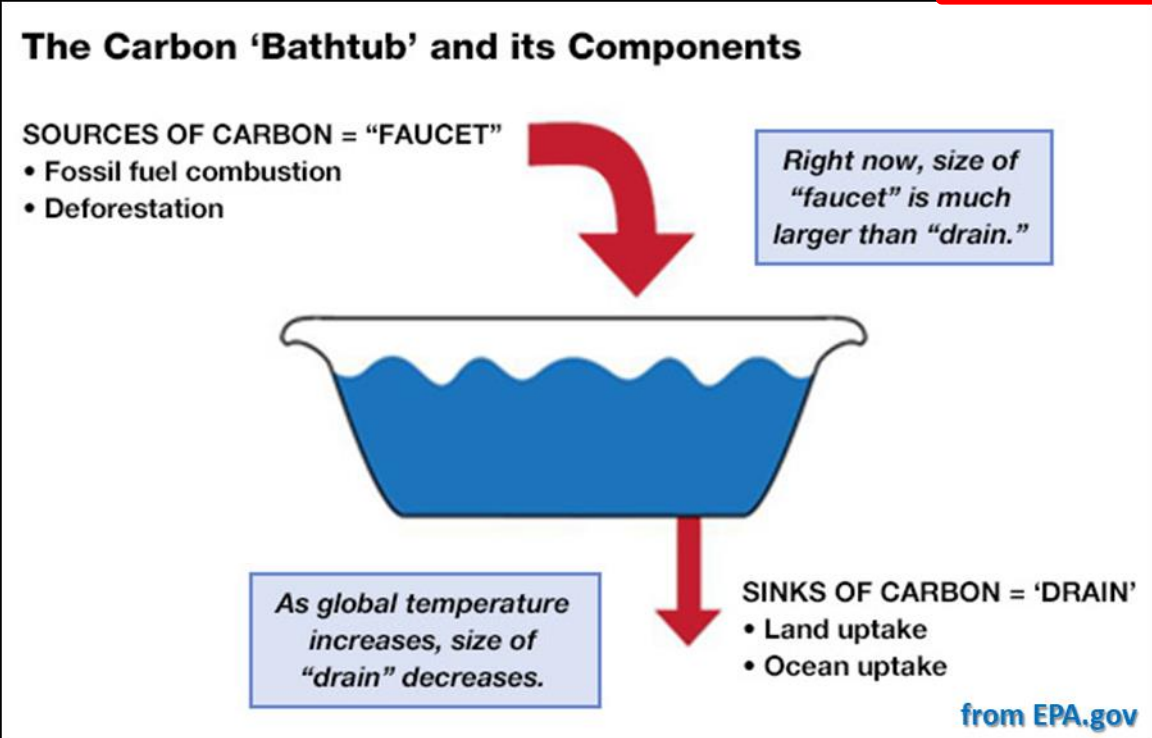 The Carbon ‘Bathtub’ and its Components
SOURCES OF CARBON = “FAUCET”
• Fossil fuel combustion
• Deforestation
Right now, size of
“faucet” is much
larger than “drain.”
As global temperature
increases, size of
“drain” decreases.
SINKS OF CARBON = ‘DRAIN’
• Land uptake
• Ocean uptake
from EPA.gov